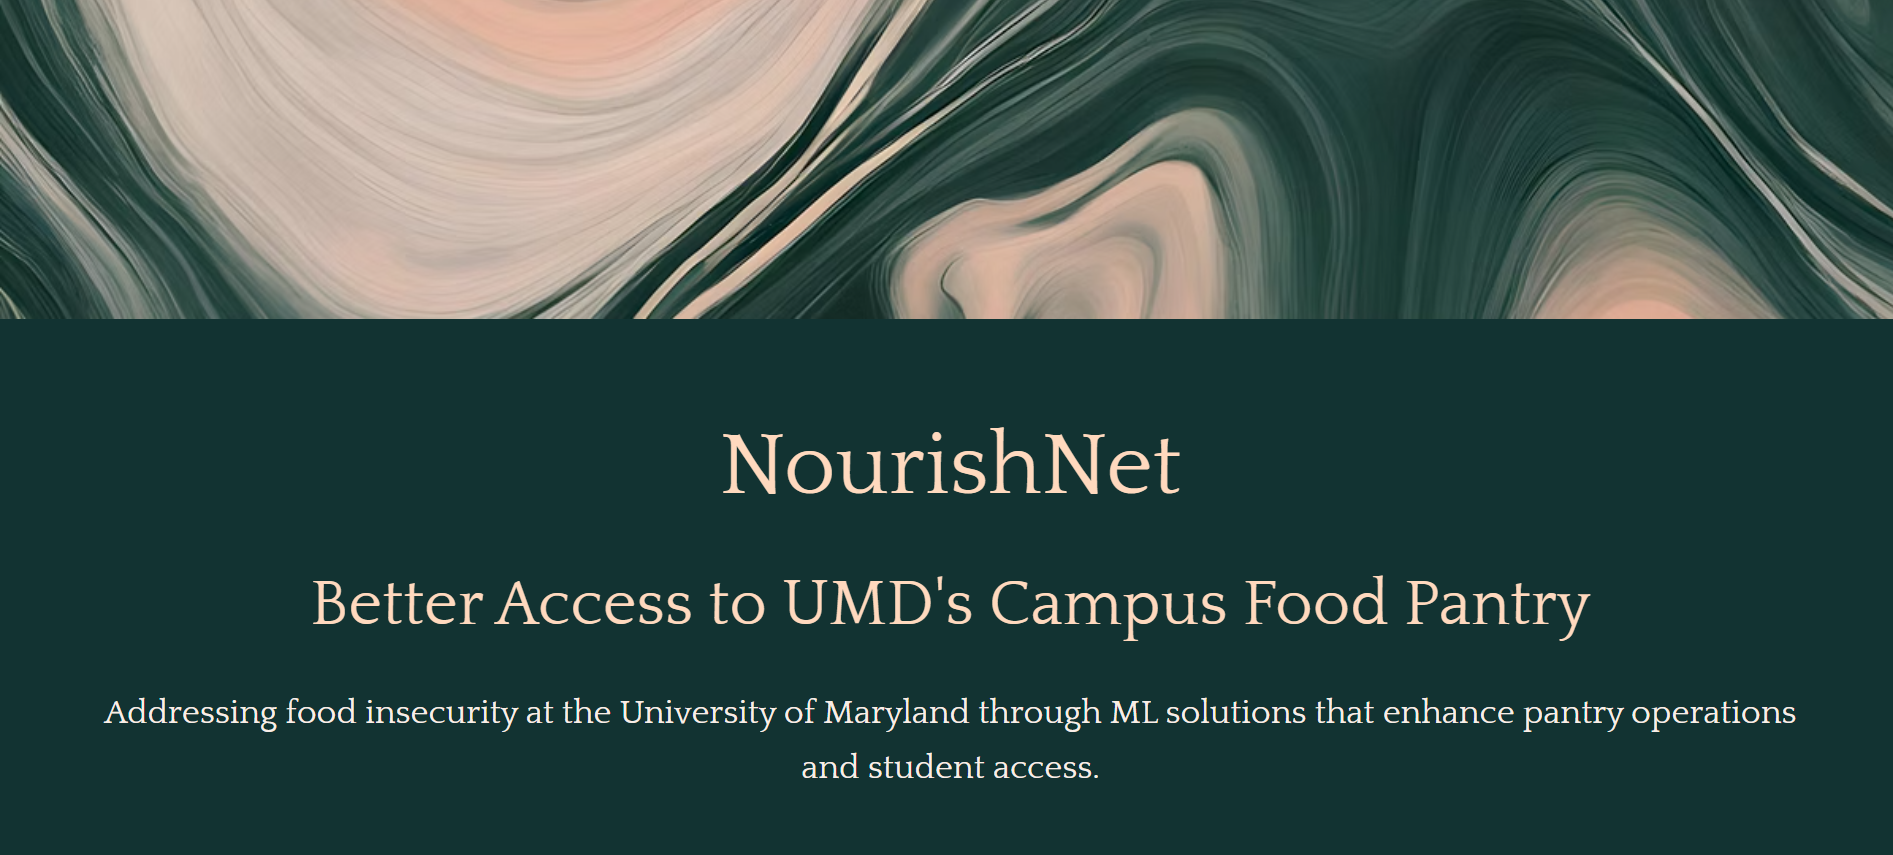 NourishNet
Better Access to UMD's Campus Food Pantry
Addressing food insecurity at the University of Maryland through ML solutions that enhance pantry operations
and student access.